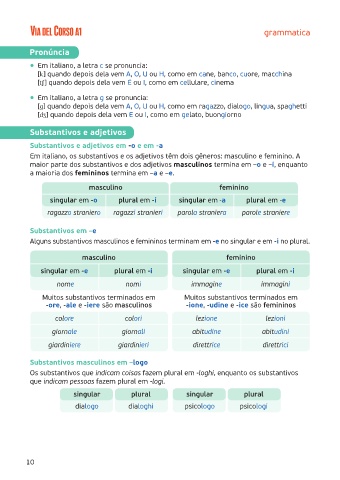 VIA DEL CORSO A1
grammatica
Pronúncia
Em italiano, a letra c se pronuncia:
[k] quando depois dela vem A, O, U ou H, como em cane, banco, cuore, macchina
[tʃ] quando depois dela vem E ou I, como em cellulare, cinema
Em italiano, a letra g se pronuncia:
[g] quando depois dela vem A, O, U ou H, como em ragazzo, dialogo, lingua, spaghetti
[dʒ] quando depois dela vem E ou I, como em gelato, buongiorno
Substantivos e adjetivos
Substantivos e adjetivos em -o e em -a
Em italiano, os substantivos e os adjetivos têm dois gêneros: masculino e feminino. A
maior parte dos substantivos e dos adjetivos masculinos termina em -o e -i, enquanto
a maioria dos femininos termina em -a e -e.
masculino feminino
singular em -o plural em -i singular em -a plural em -e
ragazzo straniero ragazzi stranieri parola straniera parole straniere
Substantivos em -e
Alguns substantivos masculinos e femininos terminam em -e no singular e em -i no plural.
masculino feminino
singular em -e plural em -i singular em -e plural em -i
nome nomi immagine immagini
Muitos substantivos terminados em Muitos substantivos terminados em
-ore, -ale e -iere são masculinos -ione, -udine e -ice são femininos
colore colori lezione lezioni
giornale giornali abitudine abitudini
giardiniere giardinieri direttrice direttrici
Substantivos masculinos em -logo
Os substantivos que indicam coisas fazem plural em -loghi, enquanto os substantivos
que indicam pessoas fazem plural em -logi.
singular plural singular plural
dialogo dialoghi psicologo psicologi
10